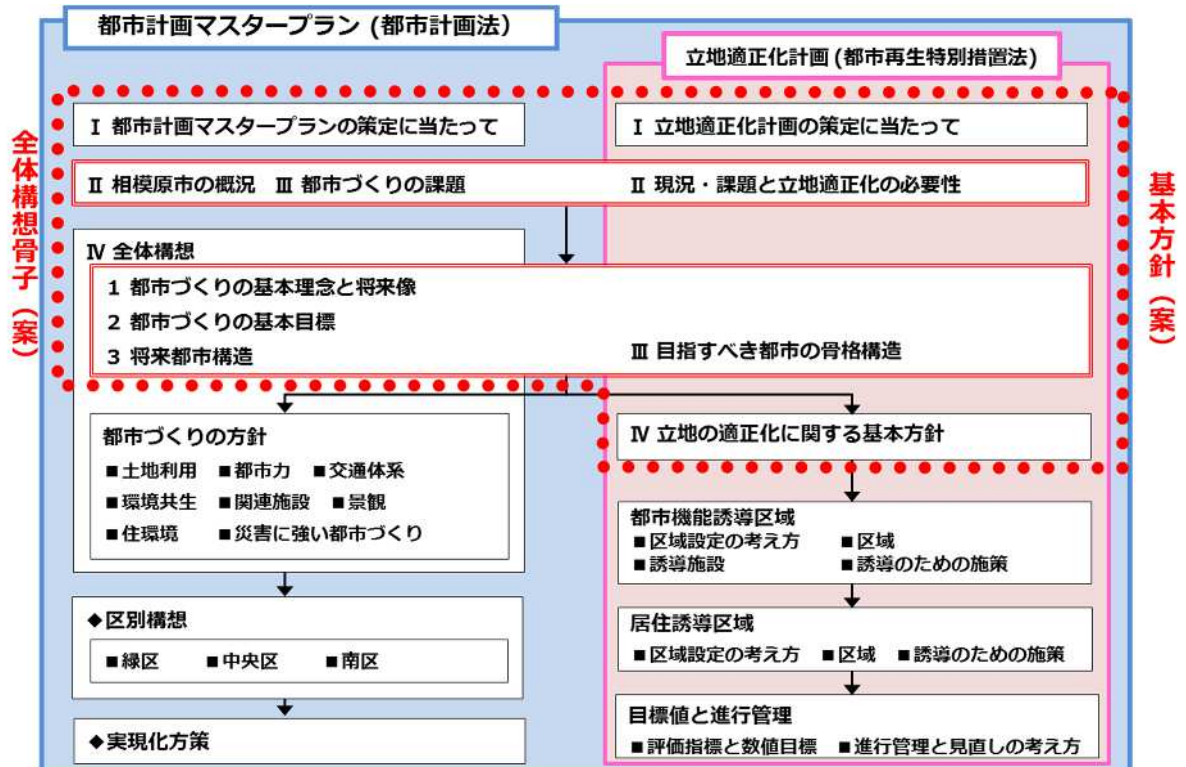 都市計画マスタープラン (都市計画法)
立地適正化計画 (都市再生特別措置法)
全体構想骨子（案）
基本方針（案）
Ⅰ 都市計画マスタープランの策定に当たって
Ⅰ 立地適正化計画の策定に当たって
Ⅱ 相模原市の概況 Ⅲ 都市づくりの課題
Ⅱ 現況・課題と立地適正化の必要性
Ⅳ 全体構想
1 都市づくりの基本理念と将来像
2 都市づくりの基本目標
3 将来都市構造
Ⅲ 目指すべき都市の骨格構造
都市づくりの方針
■土地利用 ■都市力 ■交通体系
■環境共生 ■関連施設 ■景観
■住環境 ■災害に強い都市づくり
Ⅳ 立地の適正化に関する基本方針
都市機能誘導区域
■区域設定の考え方 ■区域
■誘導施設 ■誘導のための施策
◆区別構想
■緑区 ■中央区 ■南区
居住誘導区域
■区域設定の考え方 ■区域 ■誘導のための施策
◆実現化方策
目標値と進行管理
■評価指標と数値目標 ■進行管理と見直しの考え方